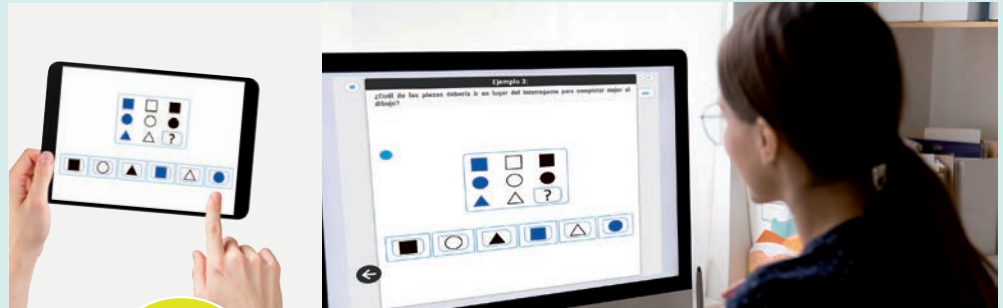 ?
Ejemplo 3:
¿Cuál de las piezas debería ir en lugar del interrogante para completar mejor el
dibujo?
?